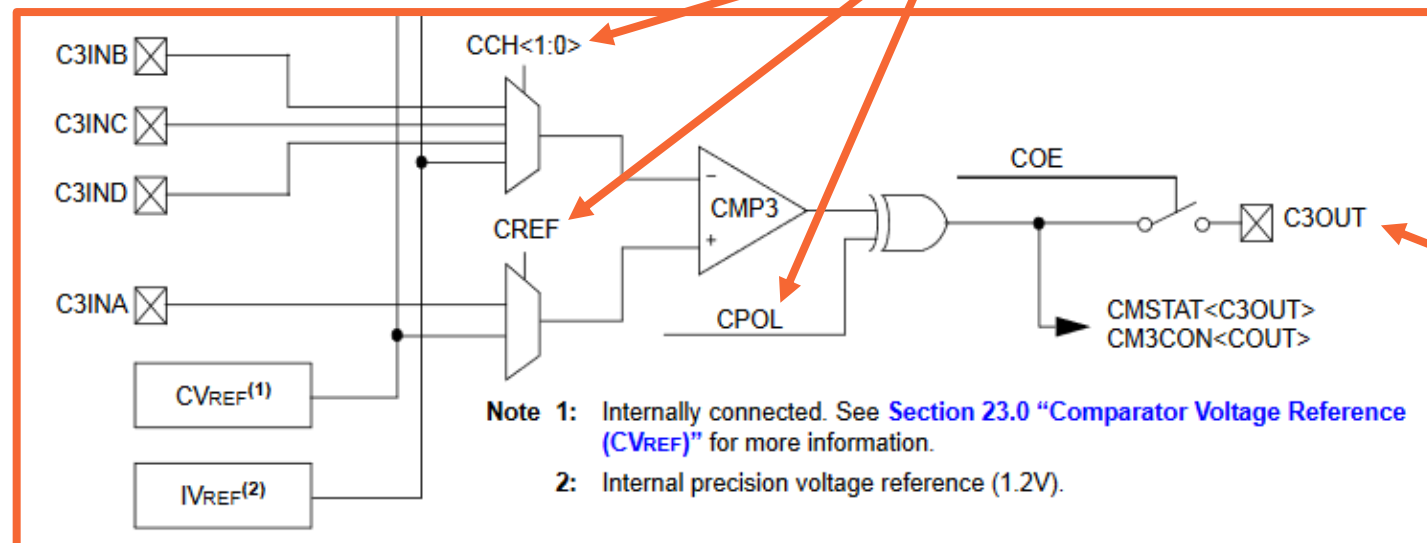 CCH<1:0>
C3INB
C3INC
C3IND
CREF
C3INA
−
CMP3
+
CPOL
COE
C3OUT
CMSTAT<C3OUT>
CM3CON<COUT>
CVREF(1)
IVREF(2)
Note 1: Internally connected. See Section 23.0 “Comparator Voltage Reference
(CVREF)” for more information.
2: Internal precision voltage reference (1.2V).